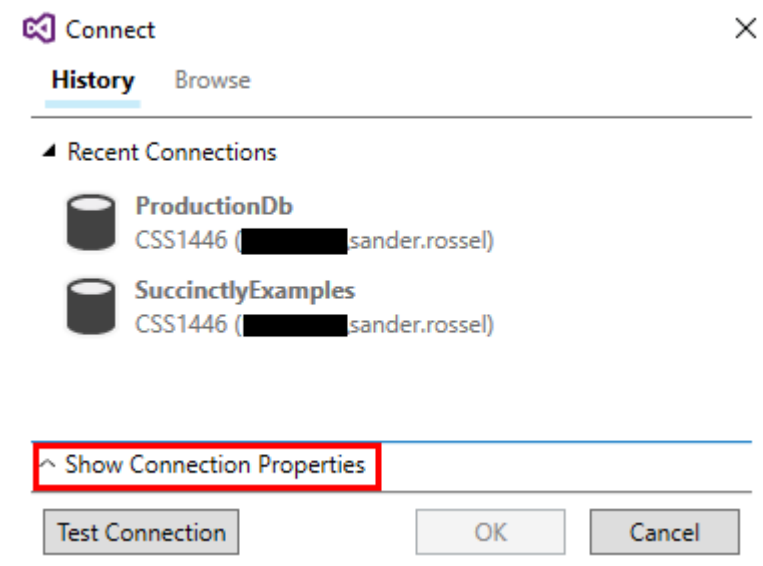 Connect
History Browse
Recent Connections
ProductionDb
CSS1446 ( ,sander.rossel)
SuccinctlyExamples
CSS1446 ( ,sander.rossel)
Show Connection Properties
Test Connection OK Cancel